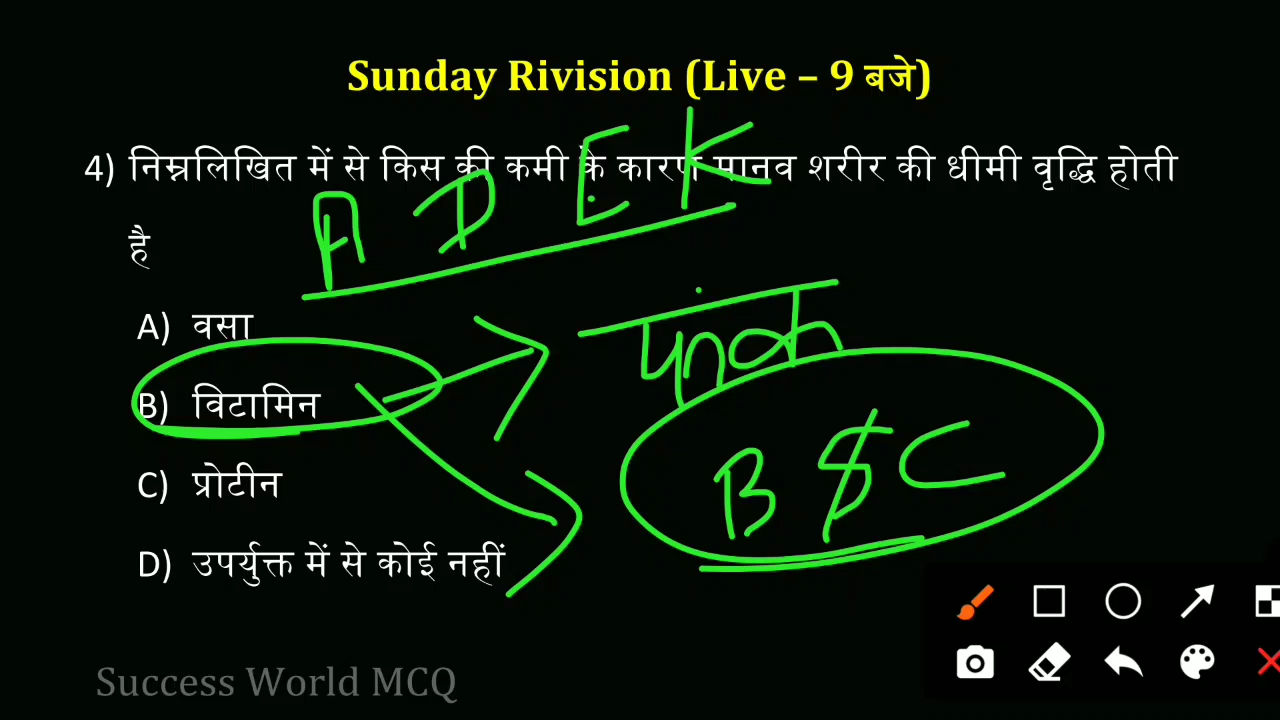 Sunday Rivision (Live – 9 बजे)
4) निम्नलिखित में से किस की कमी के कारण मानव शरीर की धीमी वृद्धि होती
है
A D E K
A) वसा
B) विटामिन
B $ C
C) प्रोटीन
D) उपर्युक्त में से कोई नहीं
Success World MCQ